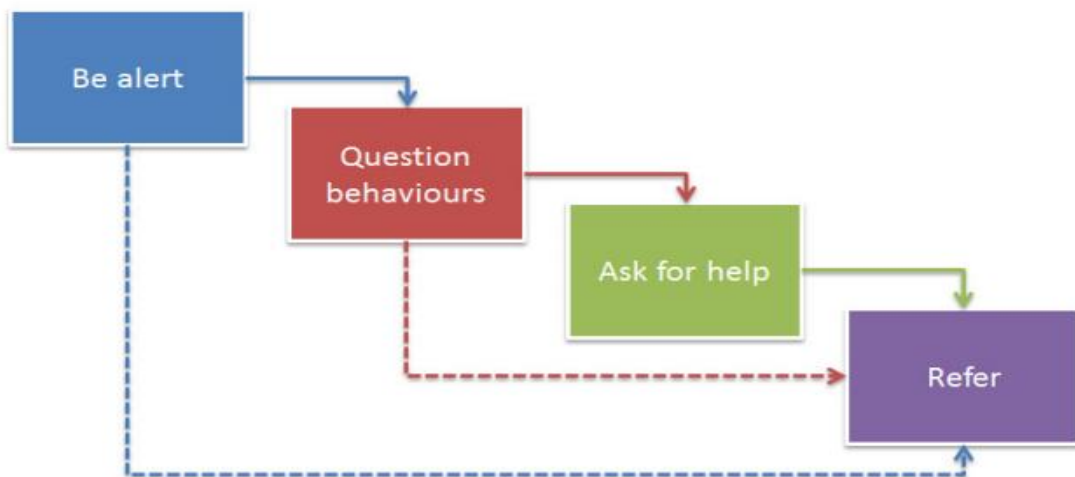 Be alert
Question
behaviours
Ask for help
Refer